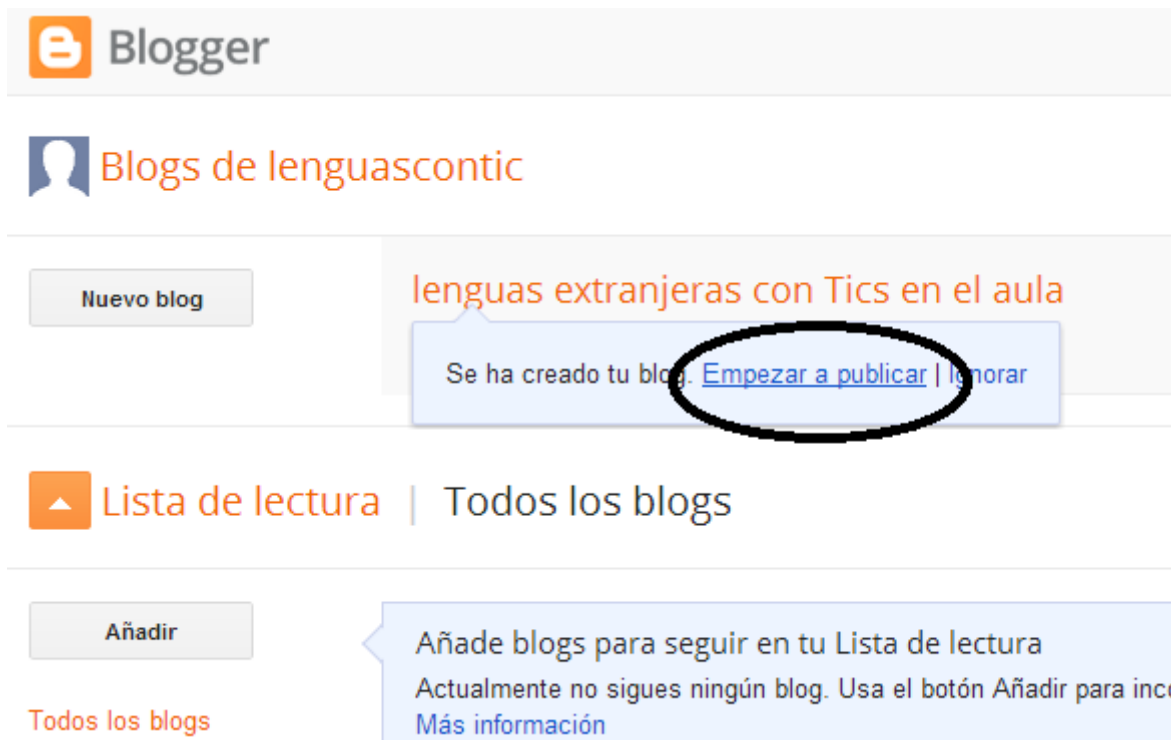 Blogger
Blogs de lenguascontic
Nuevo blog
lenguas extranjeras con Tics en el aula
Se ha creado tu blog. Empezar a publicar | Ignorar
Lista de lectura | Todos los blogs
Añadir
Añade blogs para seguir en tu Lista de lectura
Actualmente no sigues ningún blog. Usa el botón Añadir para
Todos los blogs
Más información